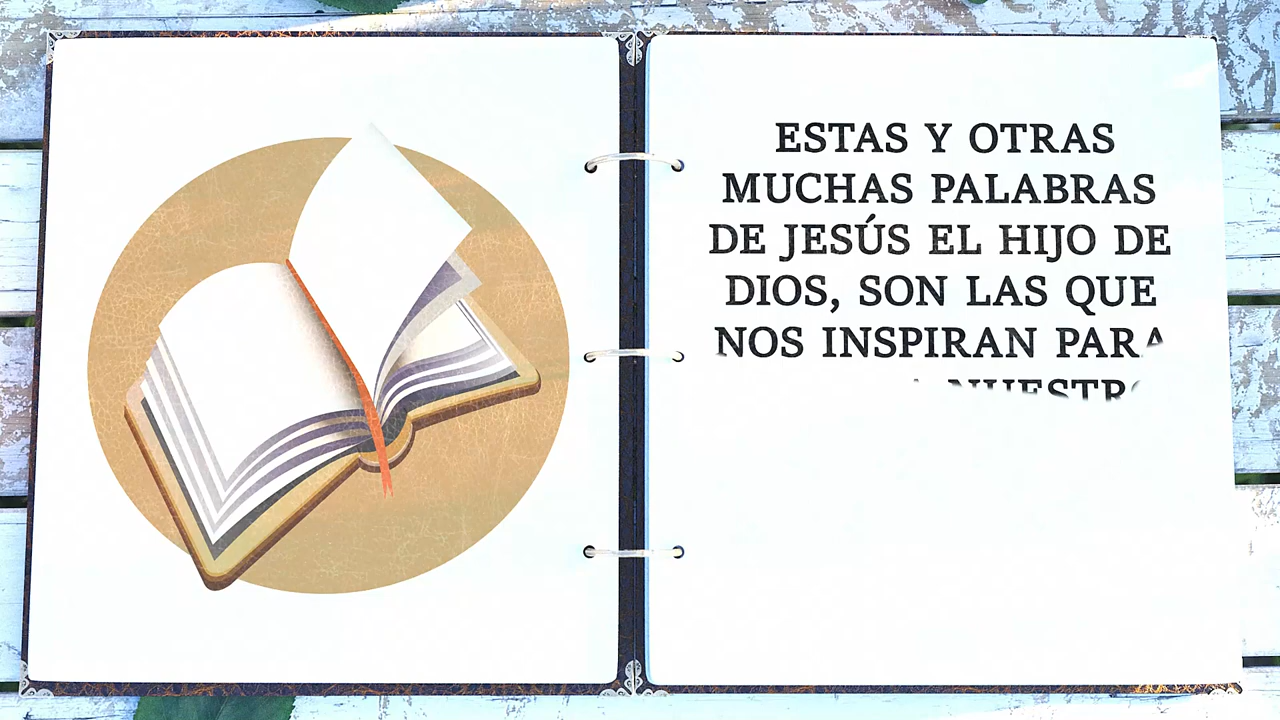 ESTAS Y OTRAS
MUCHAS PALABRAS
DE JESÚS EL HIJO DE
DIOS, SON LAS QUE
NOS INSPIRAN PARA